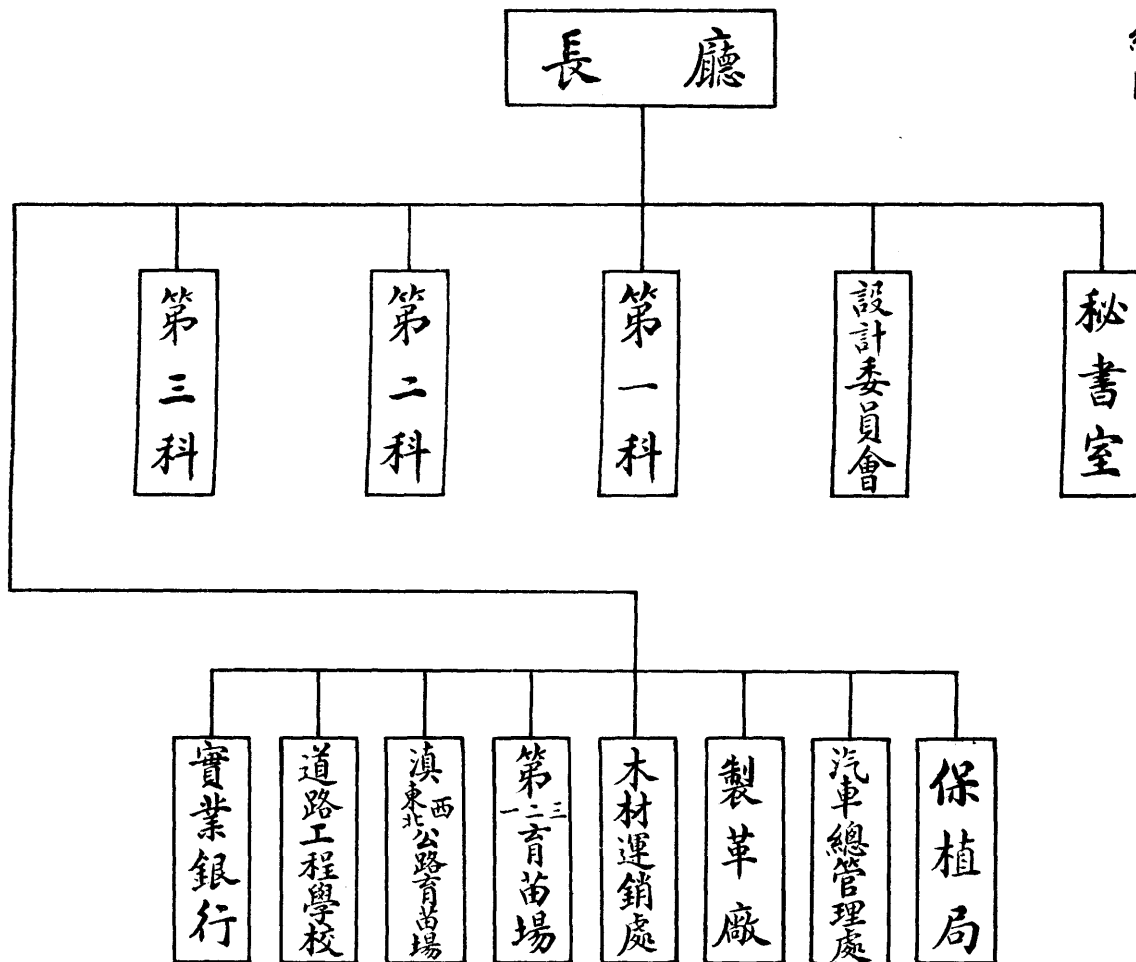 廳長
秘書室
設計委員會
第一科
第二科
第三科
保植局
汽車總管理處
製革廠
木材運銷處
第一二三育苗場
滇西東北公路育苗場
道路工程學校
實業銀行